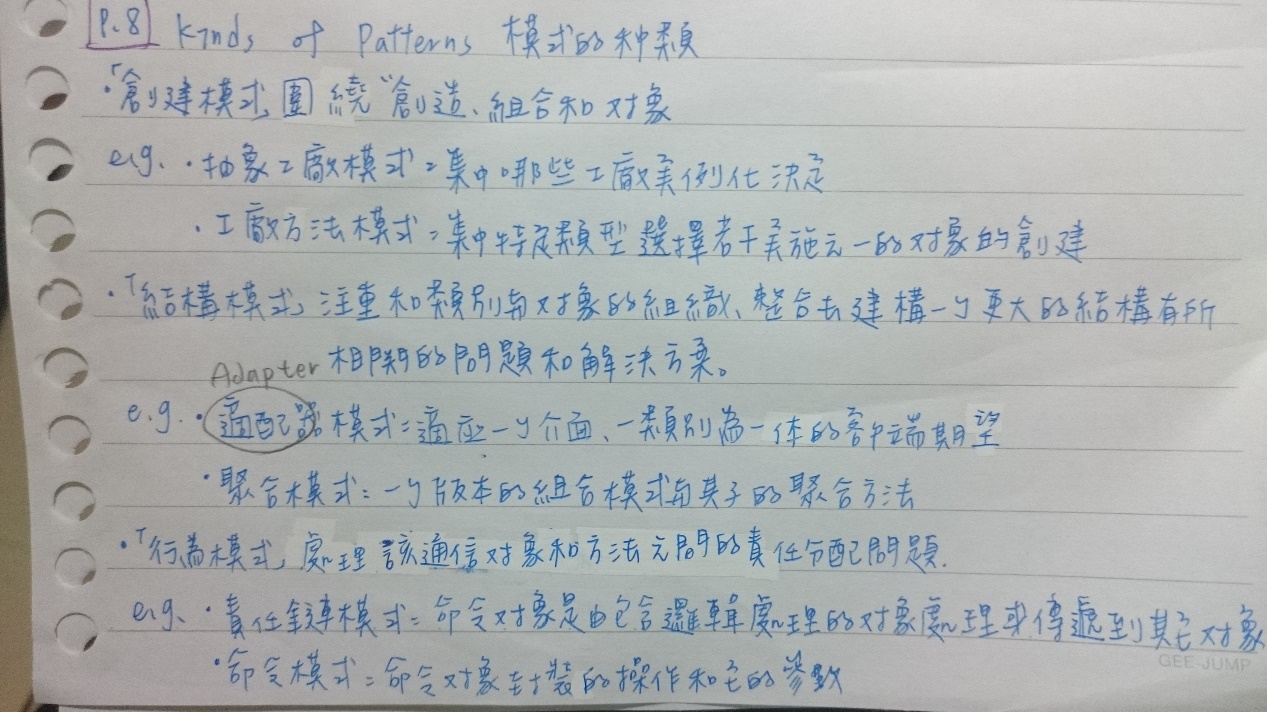 P.8 Kinds of Patterns 模式的种類
·「創建模式」圍繞“創造、組合和对象
e.g. ·抽象工廠模式=集中哪些工廠实例化決定
·工廠方法模式=集中特定類型選擇者干实施之一的对象的創建
·「結構模式」注重和類別与对象的組織、整合去建構一个更大的結構有所
Adapter 相関的問題和解決方案。
e.g. ·適配器模式=適应一个介面、一類別為一体的客户端期望
·聚合模式=一个版本的組合模式与其子的聚合方法
·「行為模式」處理該通信对象和方法之間的責任分配問題.
e.g. ·責任鏈模式=命令对象是由包含邏輯處理的对象處理或傳遞到其它对象
·命令模式=命令对象封裝的操作和它的參数
GEE-JUMP